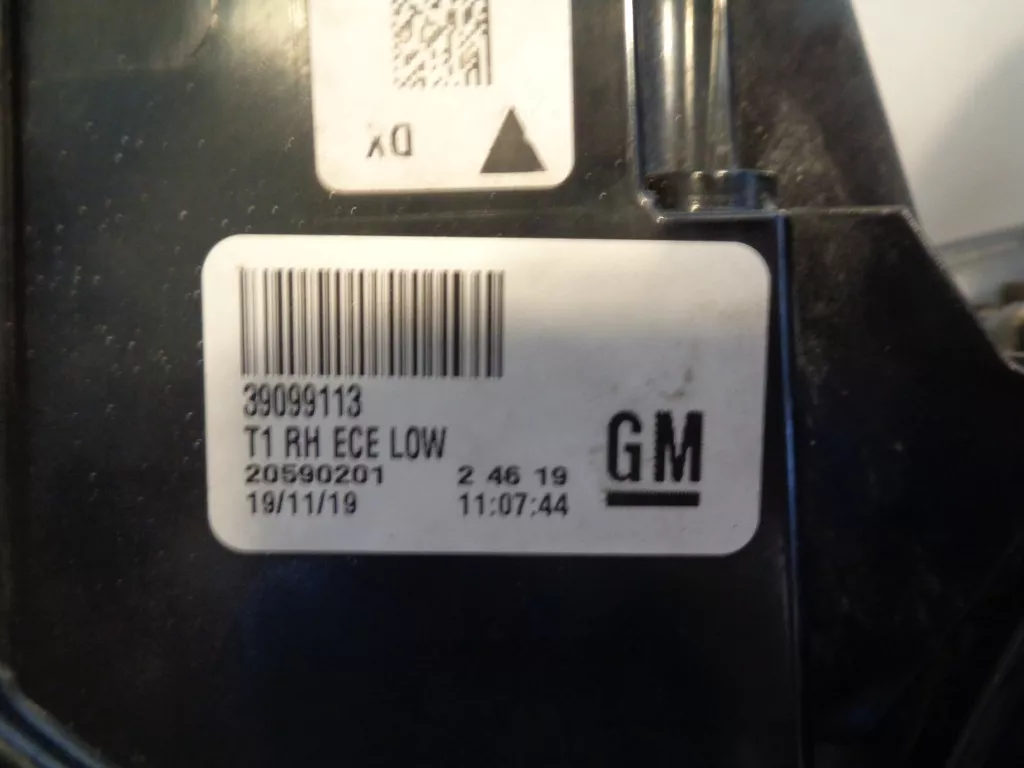 DX
39099113
T1 RH ECE LOW
20590201 2 46 19
19/11/19 11:07:44
GM